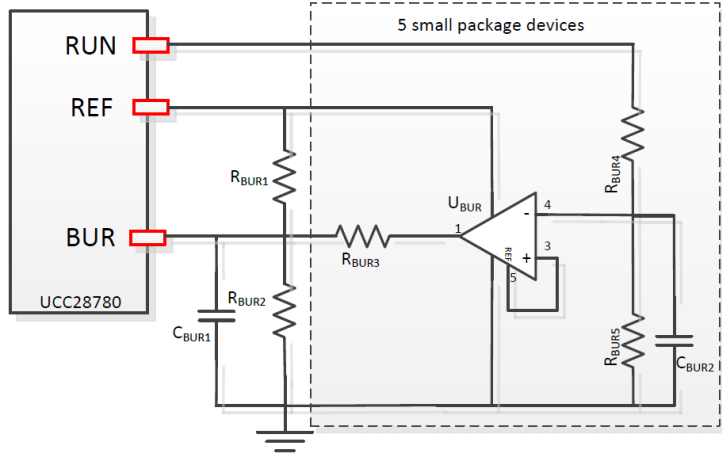 5 small package devices
RUN
REF
RBUR1
RBUR4
UBUR
-
4
1
3
+
REF
5
BUR
RBUR3
RBUR2
UCC28780
CBUR1
RBUR5
CBUR2